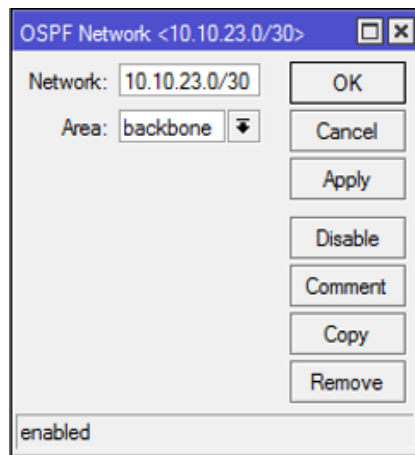 OSPF Network <10.10.23.0/30>
Network: 10.10.23.0/30
Area: backbone
OK
Cancel
Apply
Disable
Comment
Copy
Remove
enabled